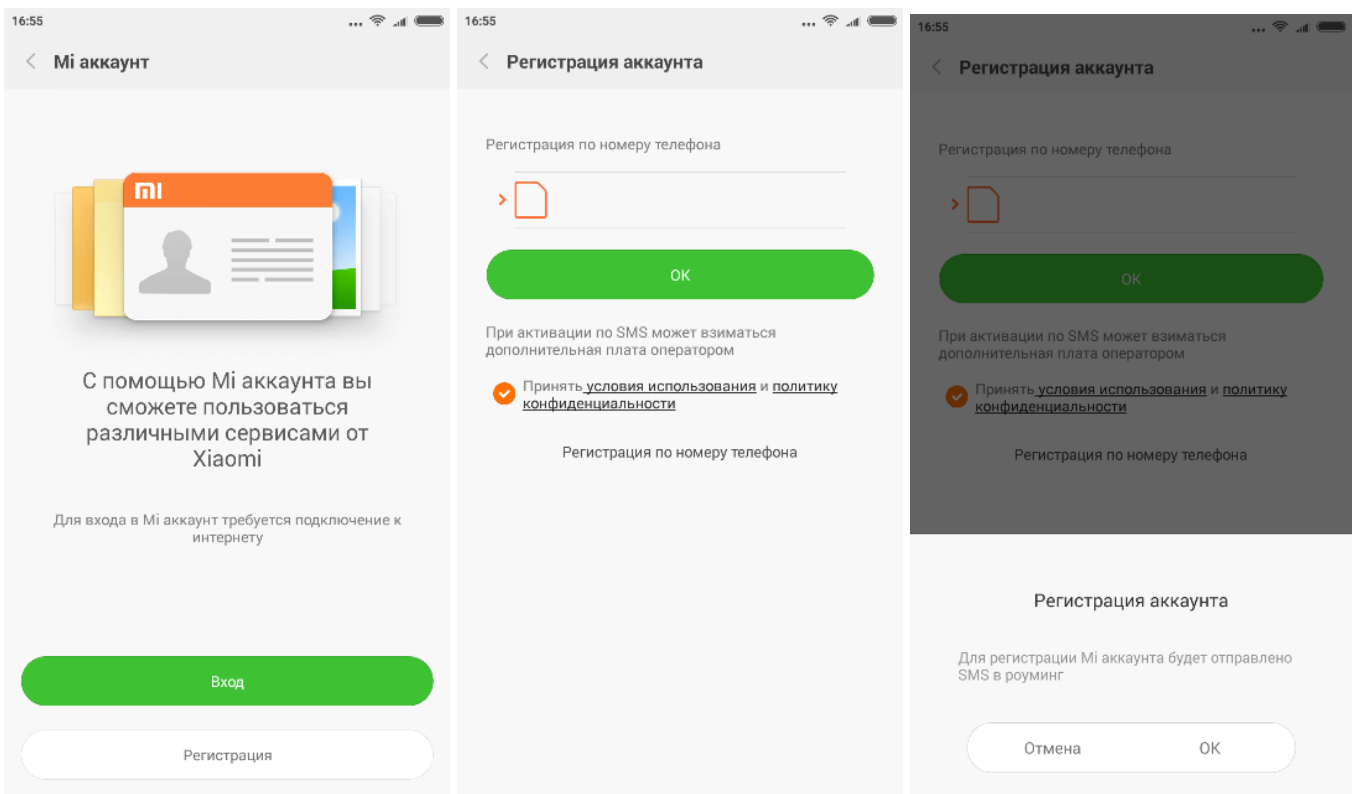 16:55
Mi аккаунт
mi
С помощью Mi аккаунта вы
сможете пользоваться
различными сервисами от
Xiaomi
Для входа в Mi аккаунт требуется подключение к
интернету
Вход
Регистрация
16:55
Регистрация аккаунта
Регистрация по номеру телефона
ОК
При активации по SMS может взиматься
дополнительная плата оператором
Принять условия использования и политику
конфиденциальности
Регистрация по номеру телефона
16:55
Регистрация аккаунта
Регистрация по номеру телефона
ОК
При активации по SMS может взиматься
дополнительная плата оператором
Принять условия использования и политику
конфиденциальности
Регистрация по номеру телефона
Регистрация аккаунта
Для регистрации Mi аккаунта будет отправлено
SMS в роуминг
Отмена ОК